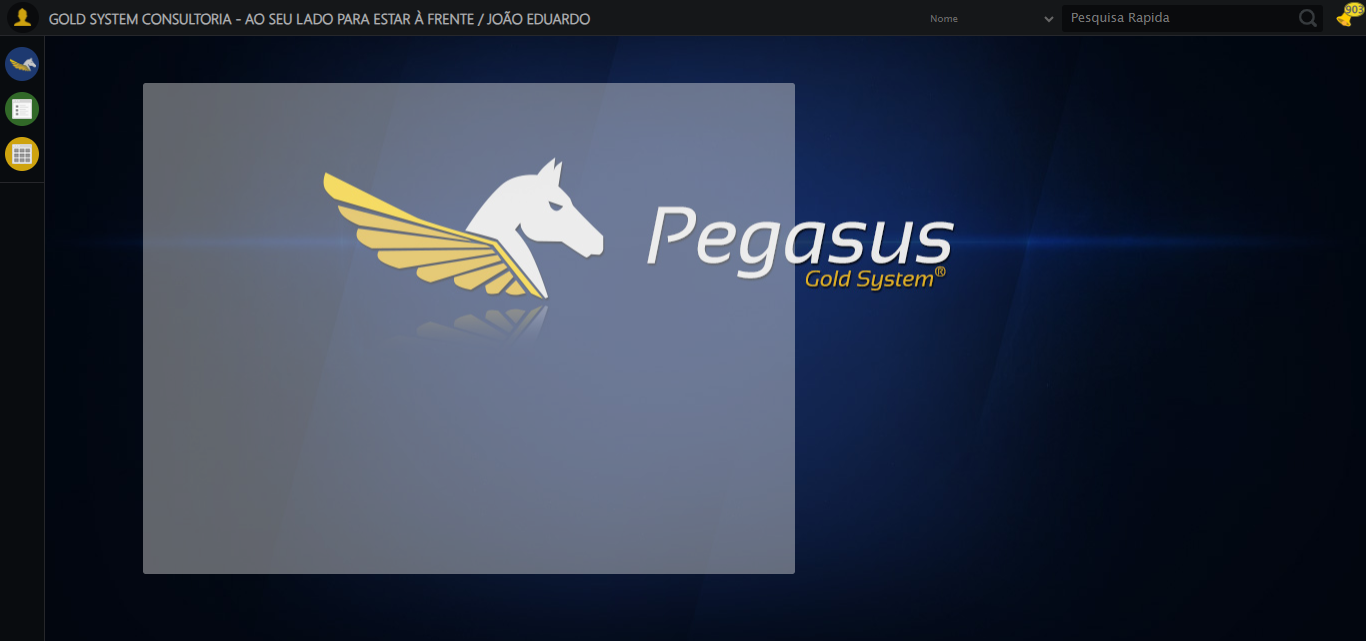 GOLD SYSTEM CONSULTORIA - AO SEU LADO PARA ESTAR À FRENTE / JOÃO EDUARDO
Nome
Pesquisa Rapida
903
Pegasus
Gold System®